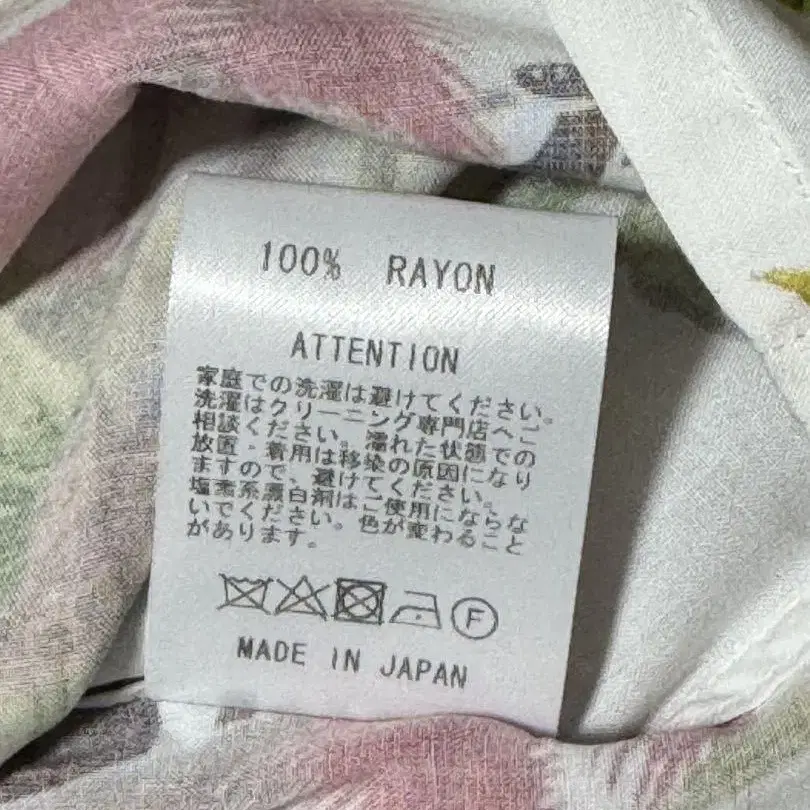 100% RAYON
ATTENTION
家庭での洗濯は避けてください。
洗濯はクリーニング専門店へご
相談ください。濡れた状態での
放置・着用は移染の原因になり
ますので、避けてください。
塩素系漂白剤はご使用にならな
いでください。色が変わること
があります。
F
MADE IN JAPAN